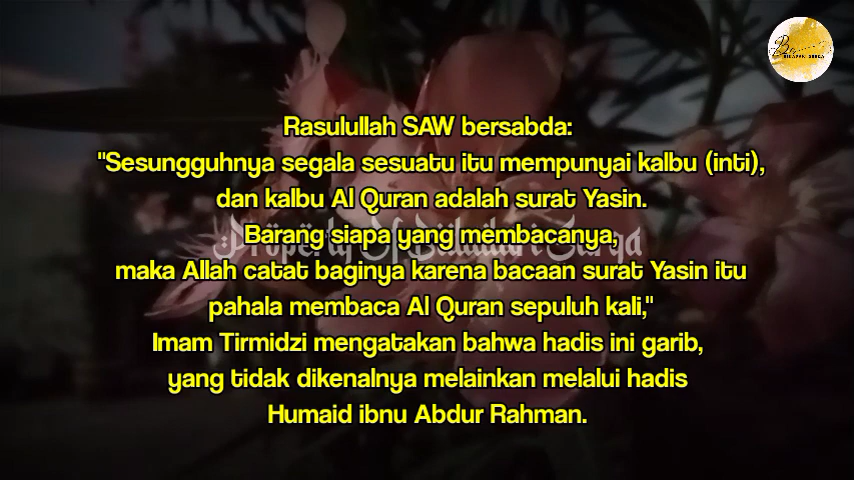 Rasulullah SAW bersabda:
"Sesungguhnya segala sesuatu itu mempunyai kalbu (inti),
dan kalbu Al Quran adalah surat Yasin.
Barang siapa yang membacanya,
maka Allah catat baginya karena bacaan surat Yasin itu
pahala membaca Al Quran sepuluh kali,"
Imam Tirmidzi mengatakan bahwa hadis ini garib,
yang tidak dikenalnya melainkan melalui hadis
Humaid ibnu Abdur Rahman.